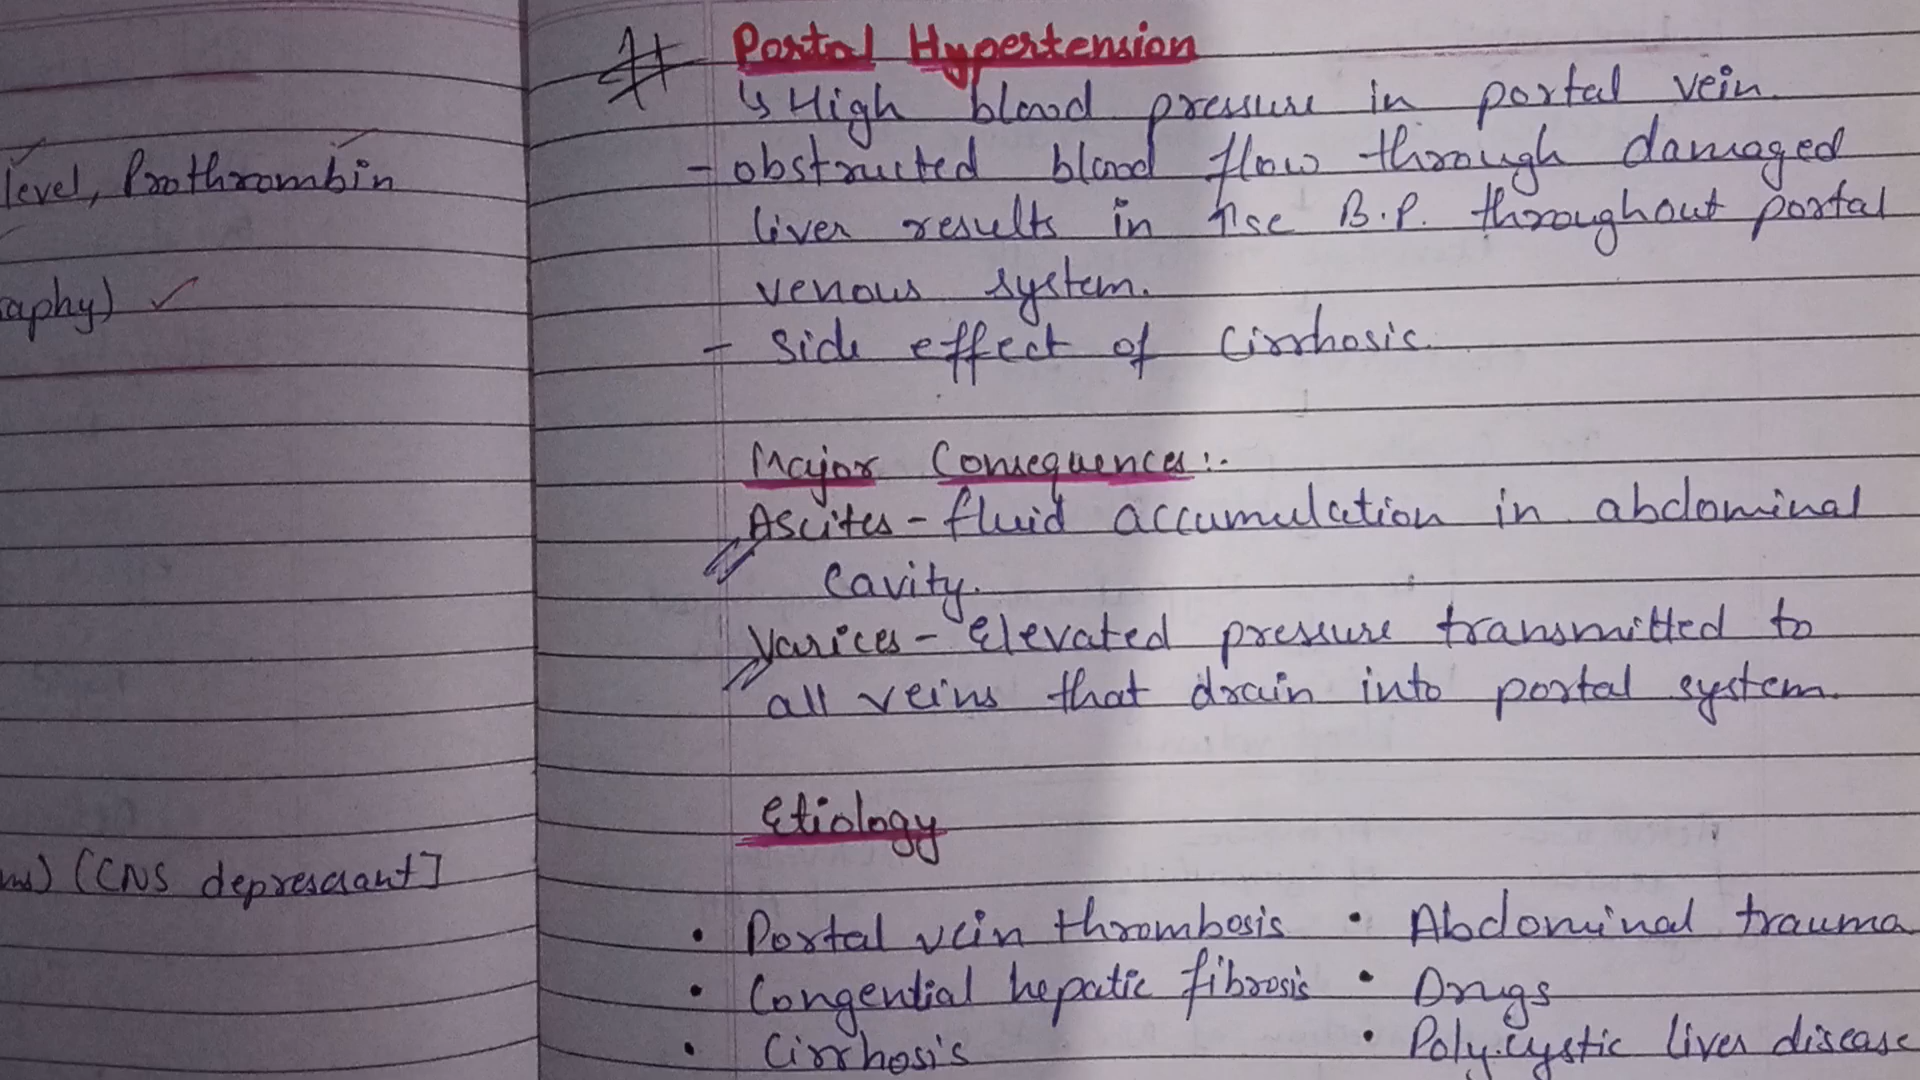 level, Prothrombin
aphy) ✓
(CNS depressant]
# Portal Hypertension
↳ High blood pressure in portal vein.
- obstructed blood flow through damaged
liver results in rise B.P. throughout portal
venous system.
- Side effect of Cirrhosis.
Major Consequences:-
Ascites - fluid accumulation in abdominal
cavity.
Varices - Elevated pressure transmitted to
all veins that drain into portal system.
Etiology
• Portal vein thrombosis • Abdominal trauma
• Congential hepatic fibrosis • Drugs
• Cirrhosis • Polycystic liver disease